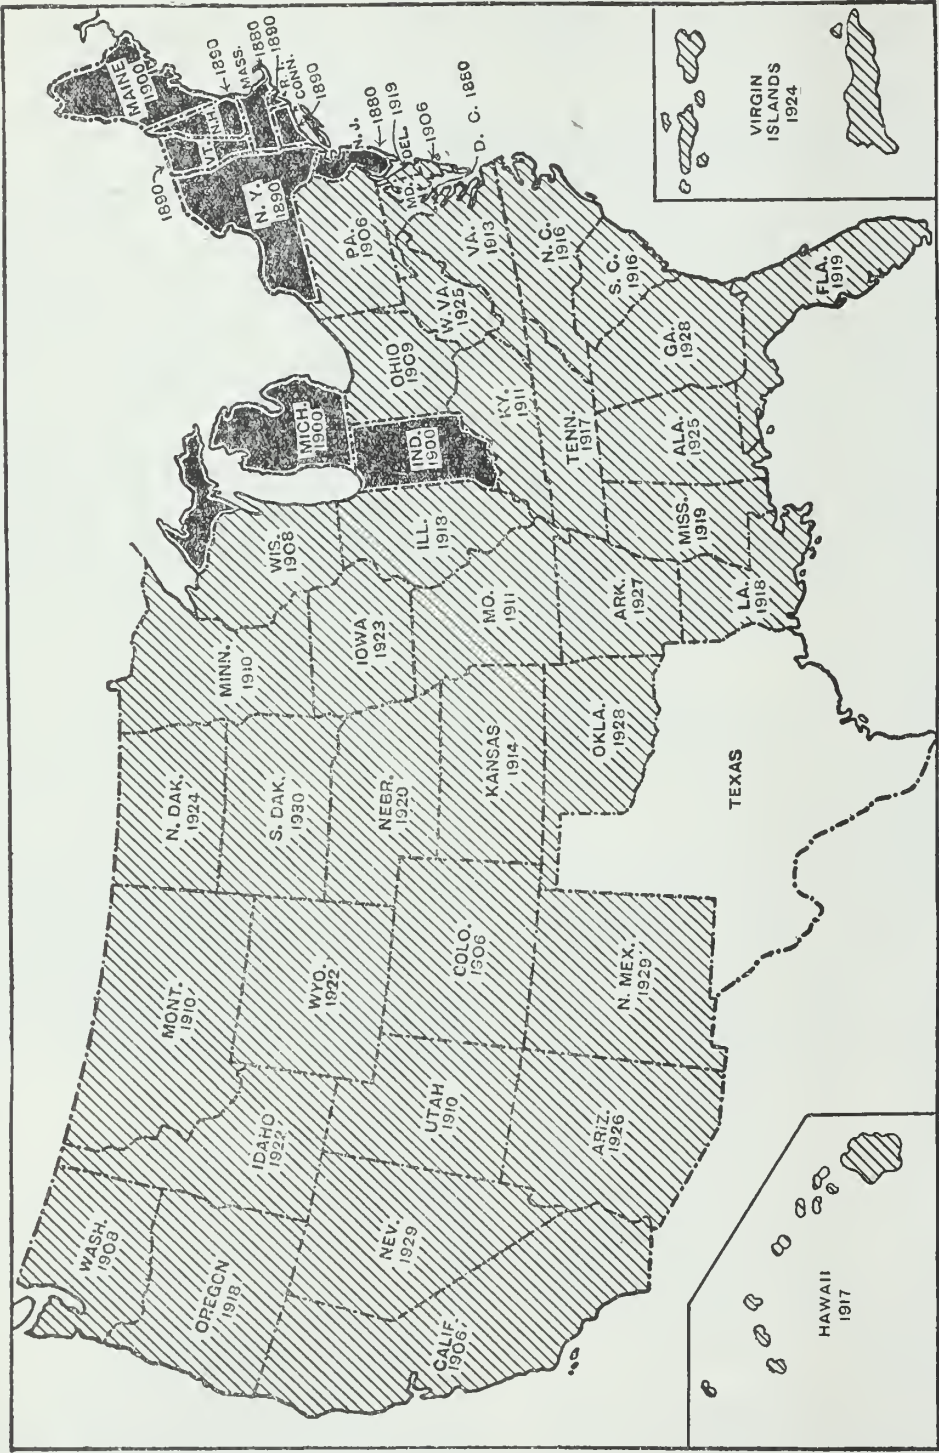 WASH.
1908
OREGON
1918
CALIF.
1906
NEV.
1929
IDAHO
1922
MONT.
1910
WYO.
1922
UTAH
1910
ARIZ.
1926
COLO.
1906
N. MEX.
1929
N. DAK.
1924
S. DAK.
1930
NEBR.
1920
KANSAS
1914
OKLA.
1928
TEXAS
MINN.
1910
IOWA
1923
MO.
1911
ARK.
1927
LA.
1918
WIS.
1908
ILL.
1913
MISS.
1919
MICH.
1900
IND.
1900
KY.
1911
TENN.
1917
ALA.
1925
OHIO
1909
W. VA.
1925
GA.
1928
PA.
1906
VA.
1913
N. C.
1916
S. C.
1916
FLA.
1919
N. Y.
1890
1890
VT.
N.H.
MAINE
1900
1890
MASS.
1880
R. I.
1890
CONN.
1890
N. J.
1880
DEL.
1919
MD.
1906
D. C. 1880
HAWAII
1917
VIRGIN
ISLANDS
1924